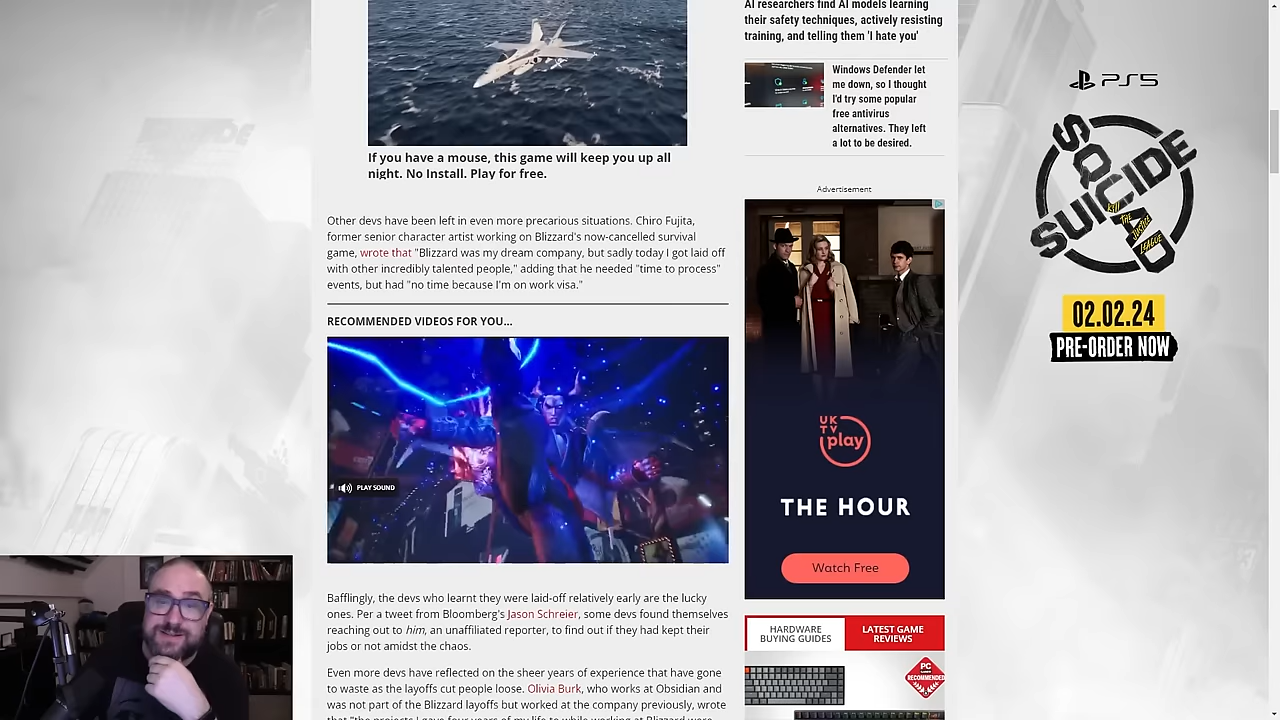 AI researchers find AI models learning
their safety techniques, actively resisting
training, and telling them 'I hate you'
Windows Defender let
me down, so I thought
I'd try some popular
free antivirus
alternatives. They left
a lot to be desired.
If you have a mouse, this game will keep you up all
night. No Install. Play for free.
Other devs have been left in even more precarious situations. Chiro Fujita,
former senior character artist working on Blizzard's now-cancelled survival
game, wrote that "Blizzard was my dream company, but sadly today I got laid off
with other incredibly talented people," adding that he needed "time to process"
events, but had "no time because I'm on work visa."
RECOMMENDED VIDEOS FOR YOU...
PLAY SOUND
Bafflingly, the devs who learnt they were laid-off relatively early are the lucky
ones. Per a tweet from Bloomberg's Jason Schreier, some devs found themselves
reaching out to him, an unaffiliated reporter, to find out if they had kept their
jobs or not amidst the chaos.
Even more devs have reflected on the sheer years of experience that have gone
to waste as the layoffs cut people loose. Olivia Burk, who works at Obsidian and
was not part of the Blizzard layoffs but worked at the company previously, wrote
Advertisement
UK
TV
play
THE HOUR
Watch Free
HARDWARE
BUYING GUIDES
LATEST GAME
REVIEWS
PC
RECOMMENDED
PS5
SUICIDE
SQUAD
KILL
THE
JUSTICE
LEAGUE
02.02.24
PRE-ORDER NOW